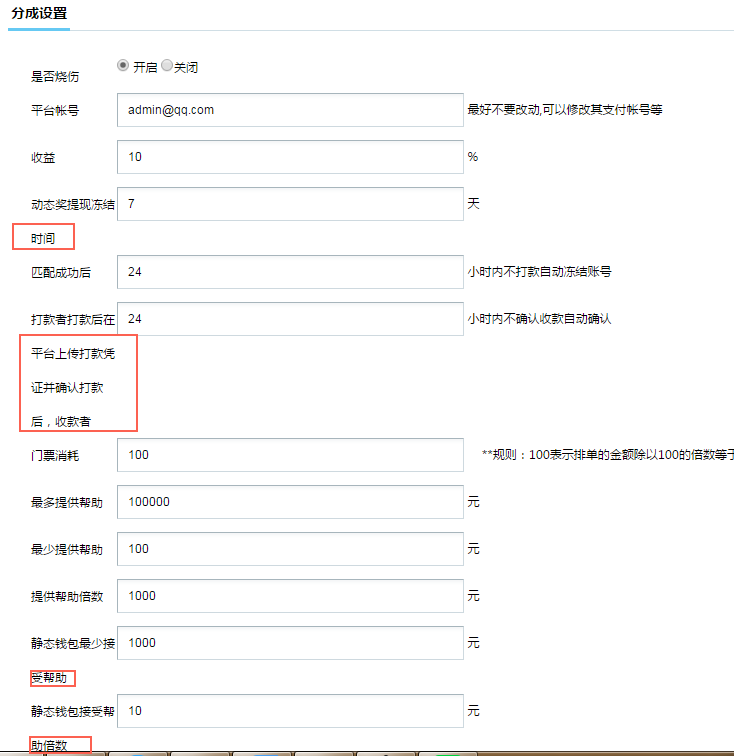 分成设置
是否烧伤 开启 关闭
平台帐号 admin@qq.com 最好不要改动,可以修改其支付帐号等
收益 10 %
动态奖提现冻结 7 天
时间
匹配成功后 24 小时内不打款自动冻结账号
打款者打款后在 24 小时内不确认收款自动确认
平台上传打款凭
证并确认打款
后，收款者
门票消耗 100 **规则：100表示排单的金额除以100的倍数等于
最多提供帮助 100000 元
最少提供帮助 100 元
提供帮助倍数 1000 元
静态钱包最少接 1000 元
受帮助
静态钱包接受帮 10 元
助倍数